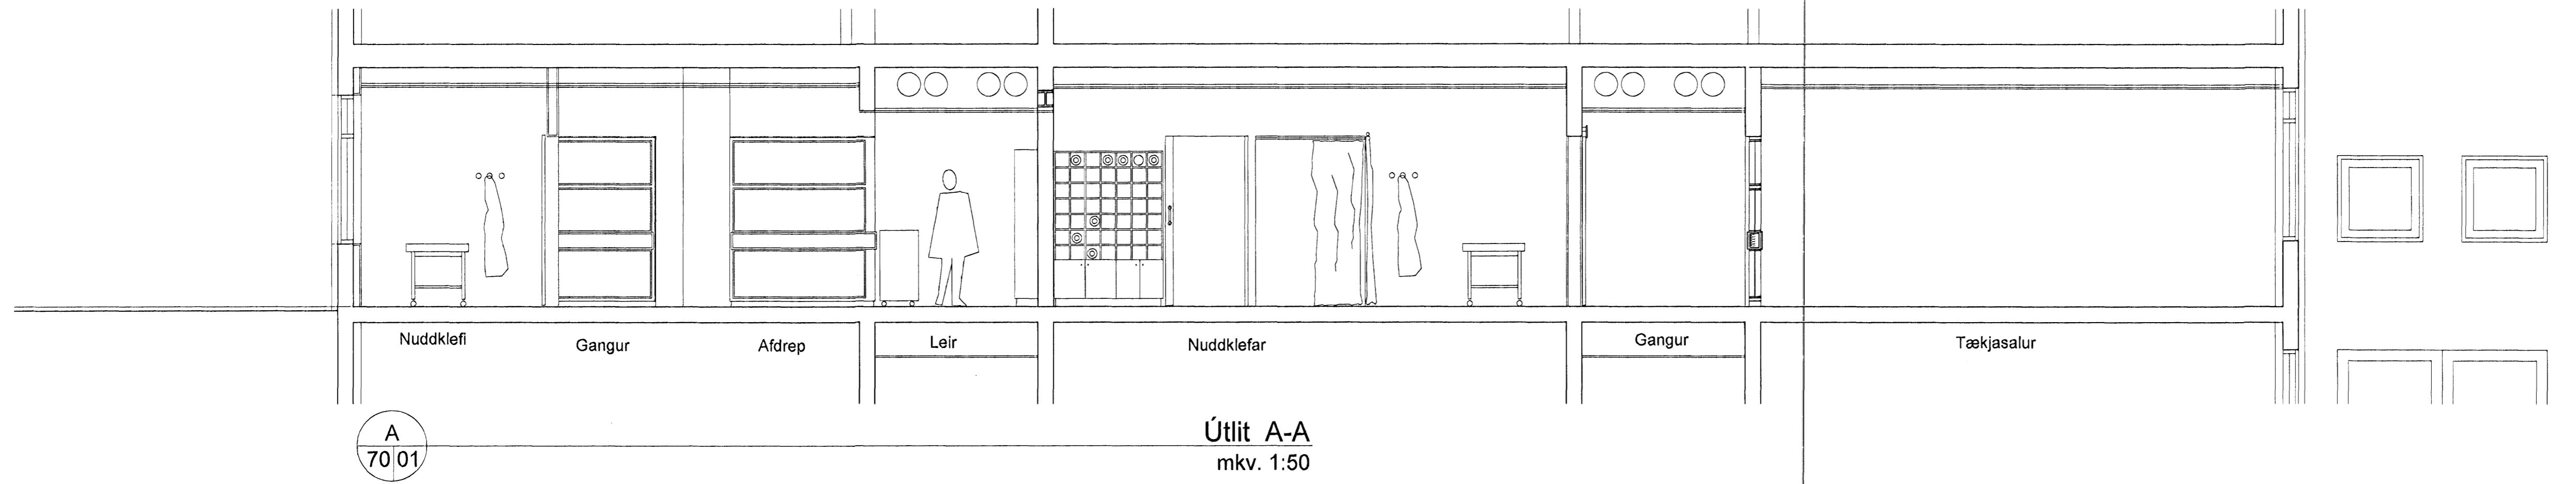 Nuddklefi
Gangur
Afdrep
Leir
Nuddklefar
Gangur
Tækjasalur
A
70 01
Útlit A-A
mkv. 1:50